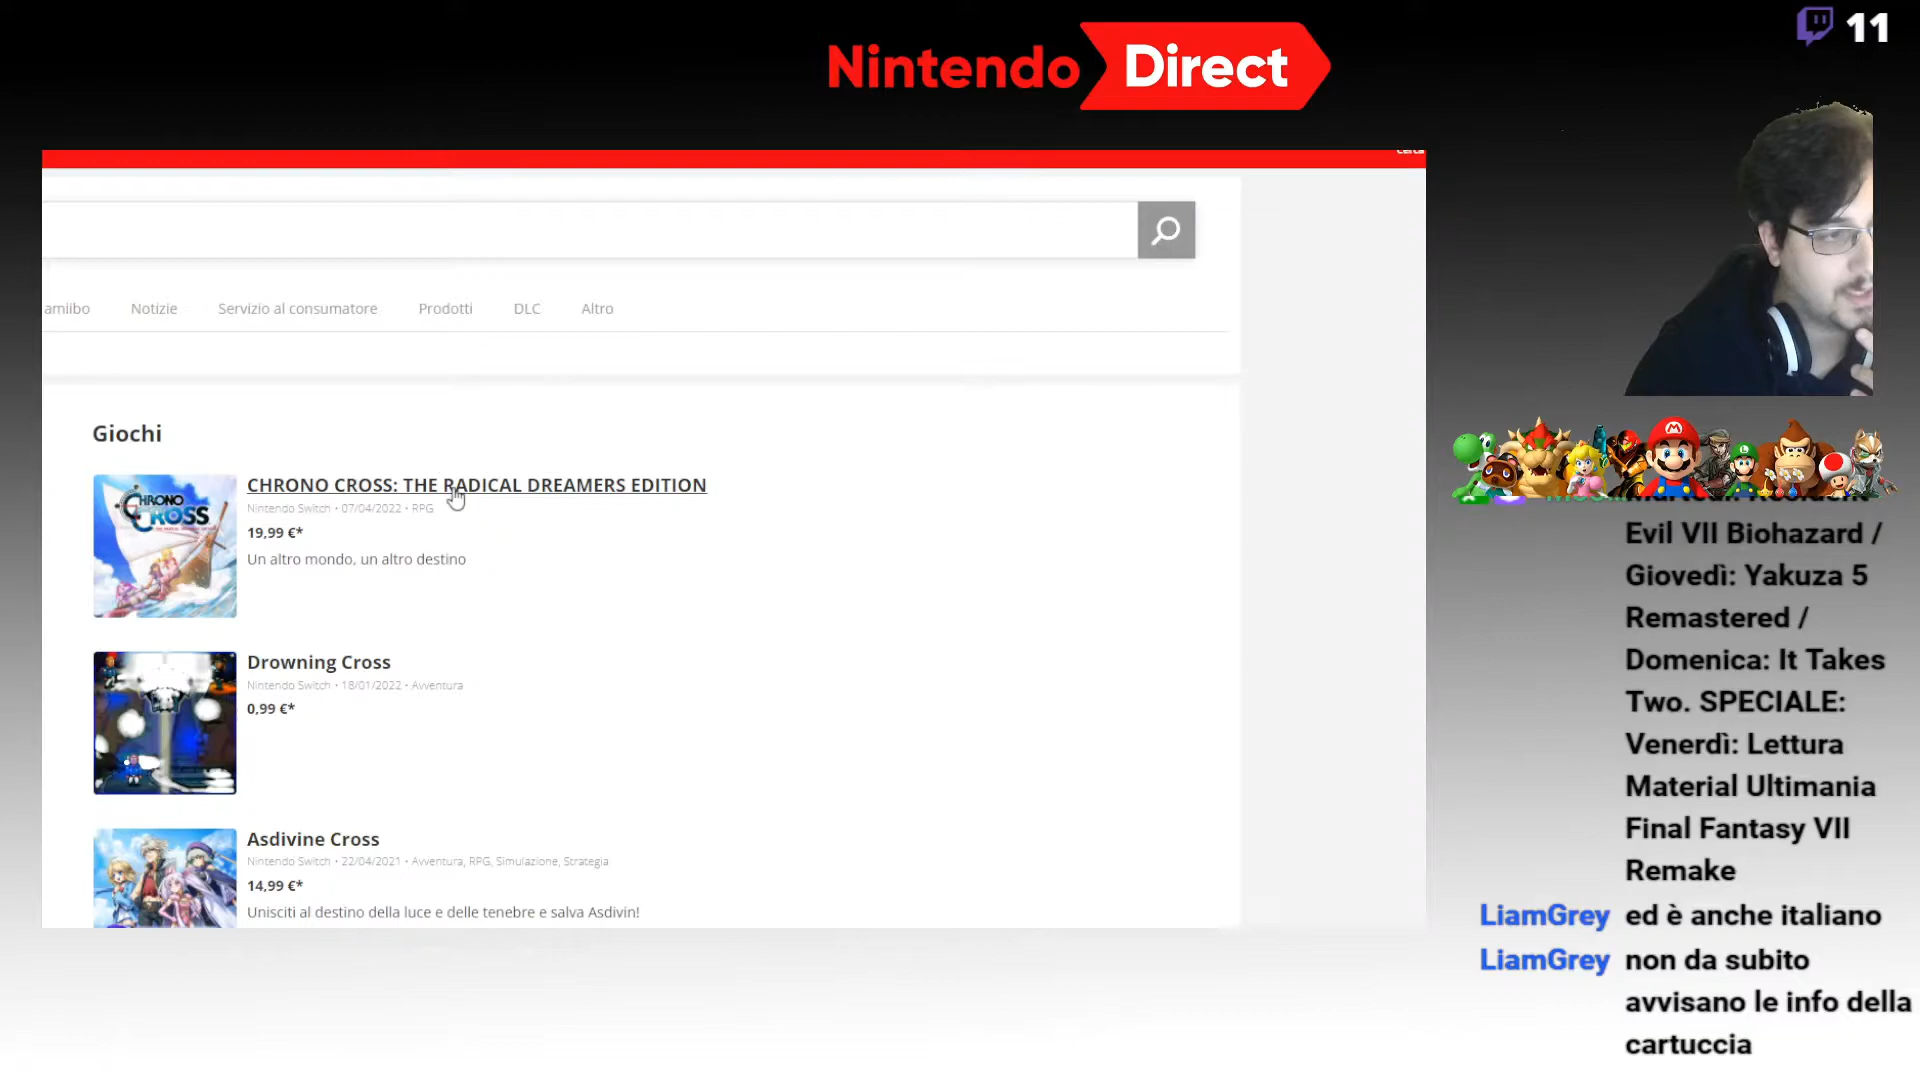 Nintendo Direct
11
cerca
amiibo Notizie Servizio al consumatore Prodotti DLC Altro
Giochi
CHRONO CROSS: THE RADICAL DREAMERS EDITION
Nintendo Switch • 07/04/2022 • RPG
19,99 €*
Un altro mondo, un altro destino
CHRONO
CROSS
Drowning Cross
Nintendo Switch • 18/01/2022 • Avventura
0,99 €*
Asdivine Cross
Nintendo Switch • 22/04/2021 • Avventura, RPG, Simulazione, Strategia
14,99 €*
Unisciti al destino della luce e delle tenebre e salva Asdivin!
Evil VII Biohazard /
Giovedì: Yakuza 5
Remastered /
Domenica: It Takes
Two. SPECIALE:
Venerdì: Lettura
Material Ultimania
Final Fantasy VII
Remake
LiamGrey ed è anche italiano
LiamGrey non da subito
avvisano le info della
cartuccia